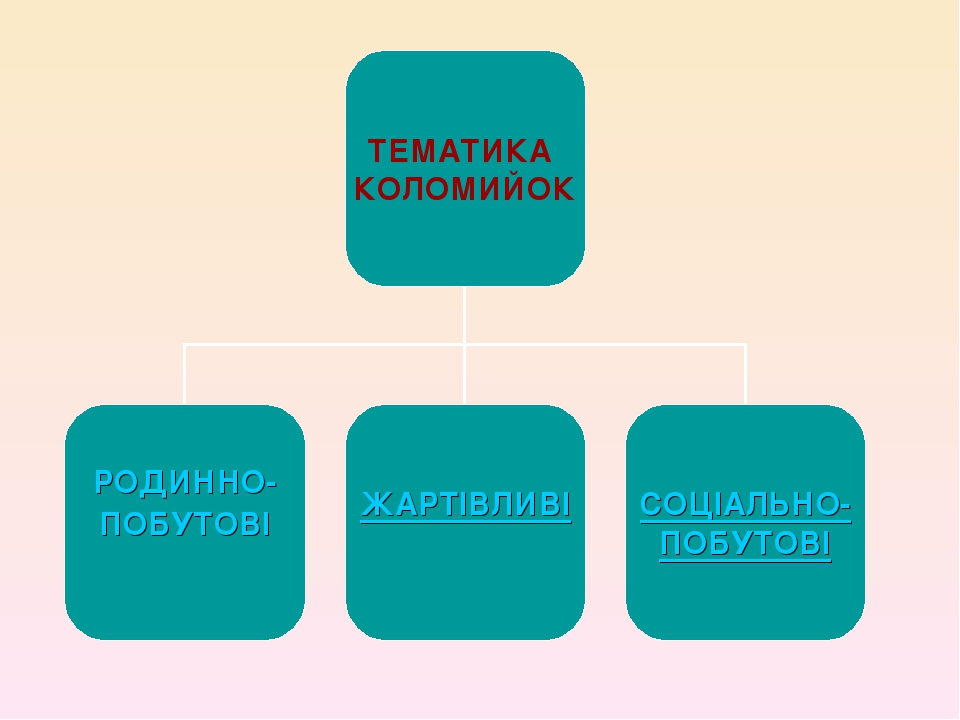 ТЕМАТИКА
КОЛОМИЙОК
РОДИННО-
ПОБУТОВІ
ЖАРТІВЛИВІ
СОЦІАЛЬНО-
ПОБУТОВІ